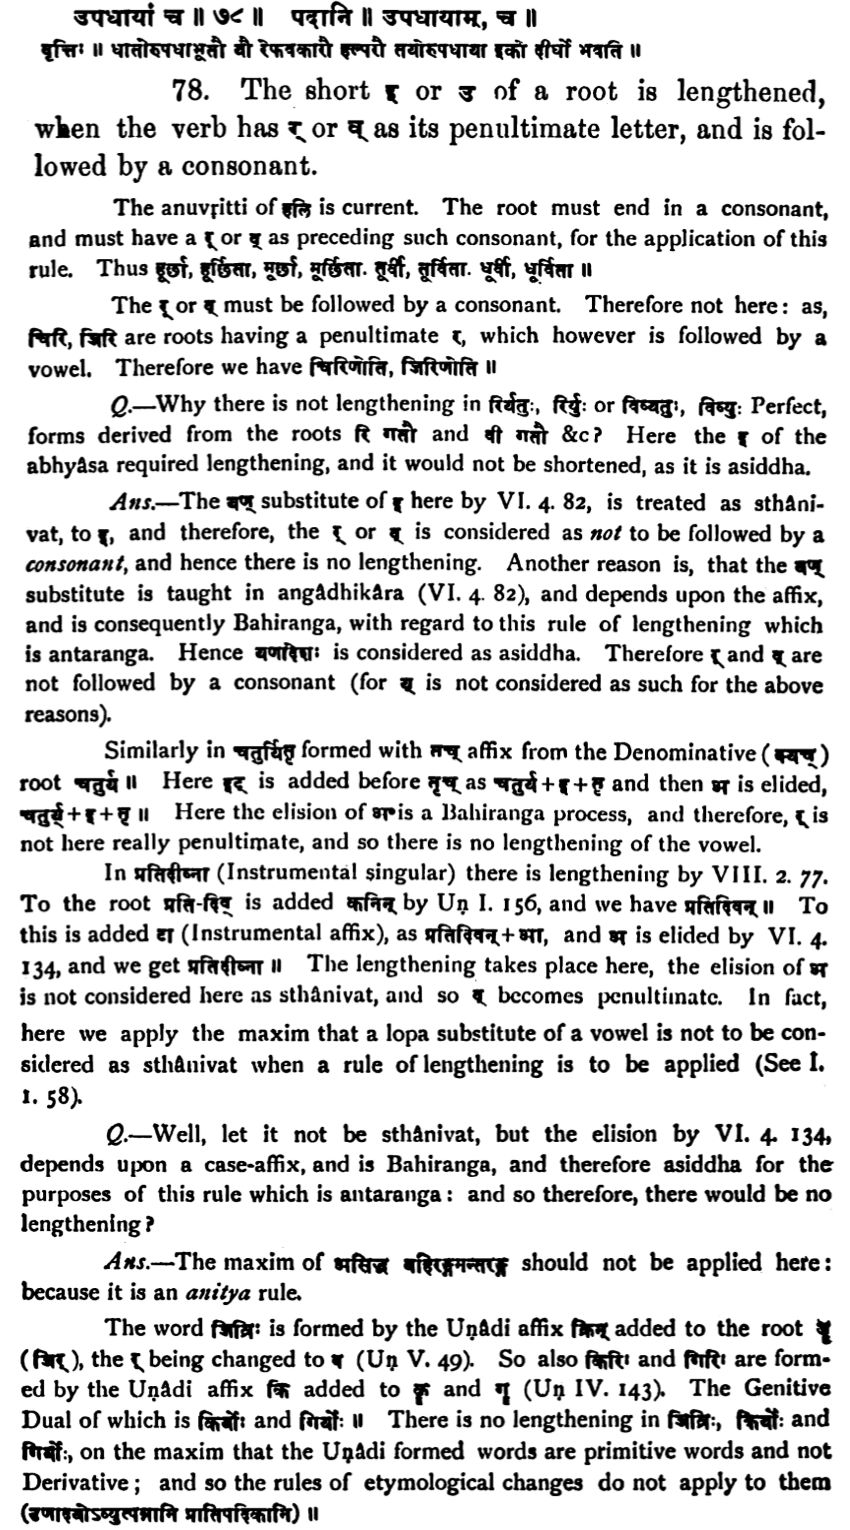 उपधायां च ॥ ७८ ॥ पदानि ॥ उपधायाम्, च ॥
वृत्तिः ॥ धातोरुपधाभूतौ यौ रेफवकारौ हल्परौ तयोरुपधाया इको दीर्घो भवति ॥
78. The short इ or उ of a root is lengthened,
when the verb has र् or व् as its penultimate letter, and is fol-
lowed by a consonant.
The anuvṛitti of हलि is current. The root must end in a consonant,
and must have a र् or व् as preceding such consonant, for the application of this
rule. Thus हूर्छा, हूर्छिता, मूर्छा, मूर्छिता. तूर्वी, तूर्विता. धूर्वी, धूर्विता ॥
The र् or व् must be followed by a consonant. Therefore not here: as,
चिरि, जिरि are roots having a penultimate र, which however is followed by a
vowel. Therefore we have चिरिणोति, जिरिणोति ॥
Q.—Why there is not lengthening in रिर्यतुः, रिर्युः or विव्यतुः, विव्युः Perfect,
forms derived from the roots रि गतौ and वी गतौ &c? Here the इ of the
abhyâsa required lengthening, and it would not be shortened, as it is asiddha.
Ans.—The यण् substitute of इ here by VI. 4. 82, is treated as sthâni-
vat, to इ, and therefore, the र् or व् is considered as not to be followed by a
consonant, and hence there is no lengthening. Another reason is, that the यण्
substitute is taught in angâdhikâra (VI. 4. 82), and depends upon the affix,
and is consequently Bahiranga, with regard to this rule of lengthening which
is antaranga. Hence यणादेशः is considered as asiddha. Therefore र् and व् are
not followed by a consonant (for य् is not considered as such for the above
reasons).
Similarly in चतुर्यितृ formed with तृच् affix from the Denominative (क्यच्)
root चतुर्य ॥ Here इट् is added before तृच् as चतुर्य+इ+तृ and then अ is elided,
चतुर्य्+इ+तृ ॥ Here the elision of अ is a Bahiranga process, and therefore, र् is
not here really penultimate, and so there is no lengthening of the vowel.
In प्रतिदीव्ना (Instrumental singular) there is lengthening by VIII. 2. 77.
To the root प्रति-दिव् is added कनिन् by Uṇ I. 156, and we have प्रतिदिवन् ॥ To
this is added टा (Instrumental affix), as प्रतिदिवन्+आ, and अ is elided by VI. 4.
134, and we get प्रतिदीव्ना ॥ The lengthening takes place here, the elision of अ
is not considered here as sthânivat, and so व् becomes penultimate. In fact,
here we apply the maxim that a lopa substitute of a vowel is not to be con-
sidered as sthânivat when a rule of lengthening is to be applied (See I.
1. 58).
Q.—Well, let it not be sthânivat, but the elision by VI. 4. 134,
depends upon a case-affix, and is Bahiranga, and therefore asiddha for the
purposes of this rule which is antaranga: and so therefore, there would be no
lengthening?
Ans.—The maxim of असिद्ध बहिरङ्गमन्तरङ्गे should not be applied here:
because it is an anitya rule.
The word जिव्रिः is formed by the Uṇâdi affix क्रिन् added to the root जॄ
(जिर्), the र् being changed to व (Uṇ V. 49). So also किरिः and गिरिः are form-
ed by the Uṇâdi affix कि added to कॄ and गॄ (Uṇ IV. 143). The Genitive
Dual of which is किर्योः and गिर्योः ॥ There is no lengthening in जिव्रिः, किर्योः and
गिर्योः, on the maxim that the Uṇâdi formed words are primitive words and not
Derivative; and so the rules of etymological changes do not apply to them
(उणादयोऽव्युत्पन्नानि प्रातिपदिकानि) ॥